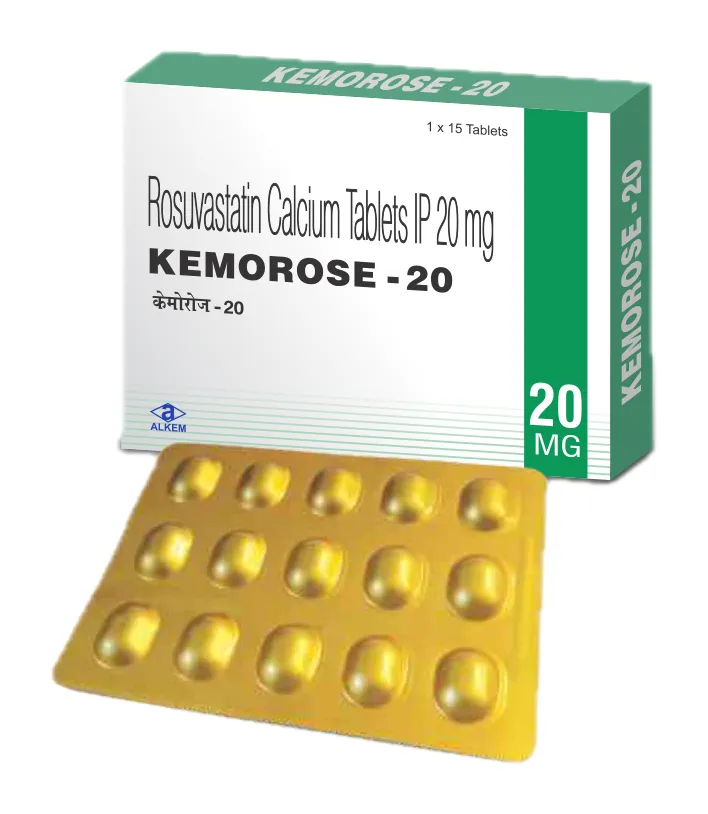 KEMOROSE - 20
1 x 15 Tablets
Rosuvastatin Calcium Tablets IP 20 mg
KEMOROSE - 20
केमोरोज - 20
a
ALKEM
20
MG
KEMOROSE - 20